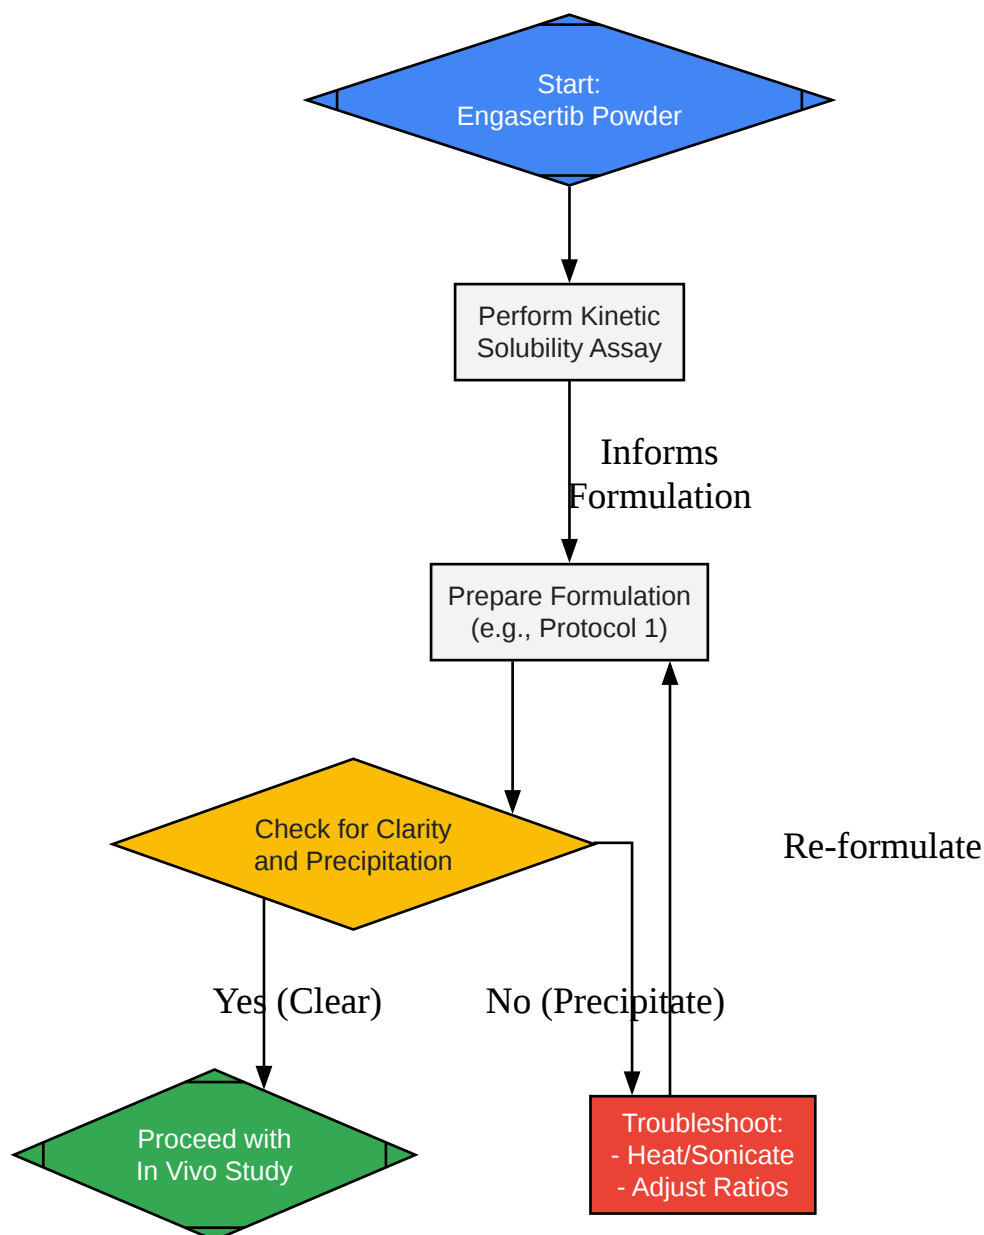 Start:
Engasertib Powder
Perform Kinetic
Solubility Assay
Informs
Formulation
Prepare Formulation
(e.g., Protocol 1)
Check for Clarity
and Precipitation
Re-formulate
Yes (Clear)
No (Precipitate)
Proceed with
In Vivo Study
Troubleshoot:
- Heat/Sonicate
- Adjust Ratios